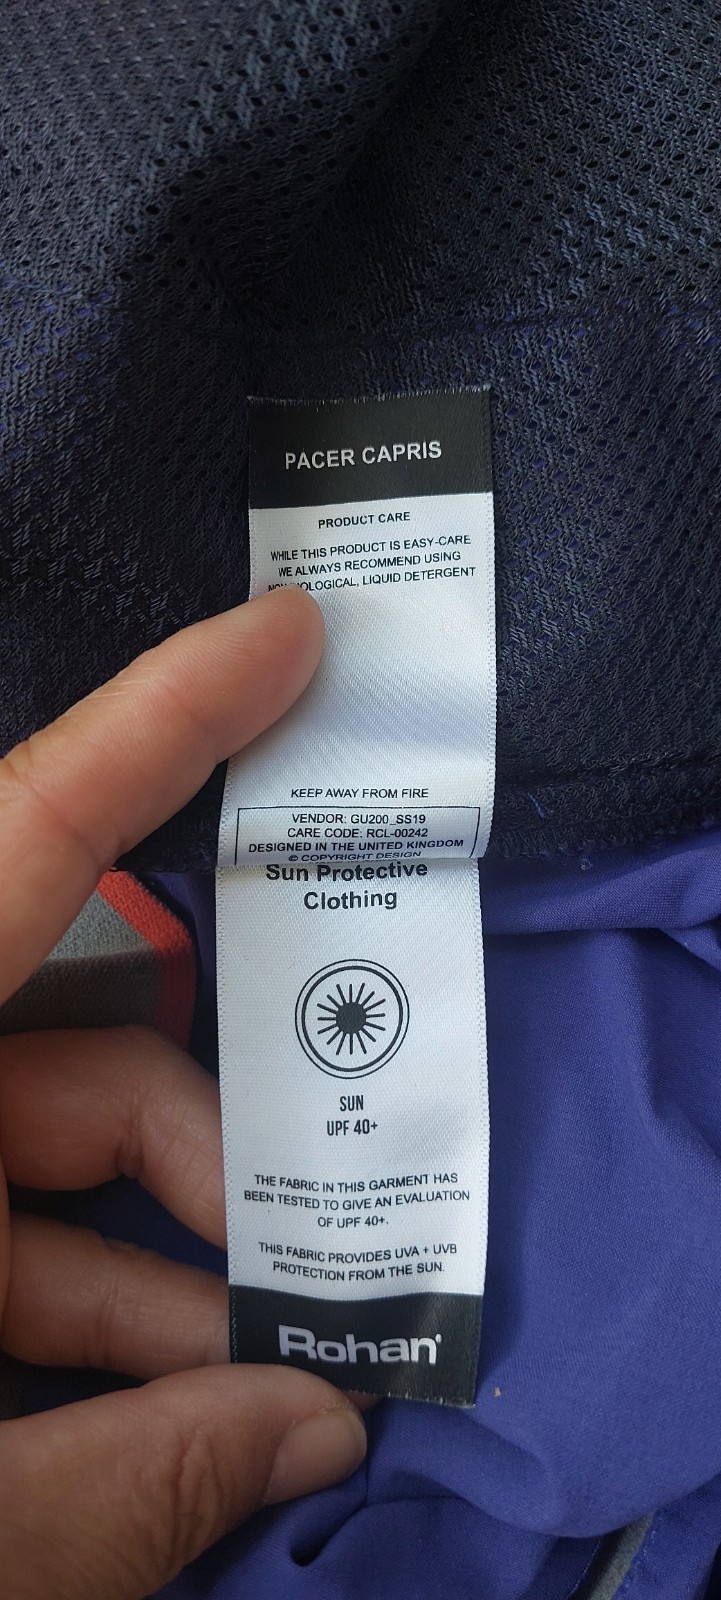 PACER CAPRIS
PRODUCT CARE
WHILE THIS PRODUCT IS EASY-CARE
WE ALWAYS RECOMMEND USING
LIQUID DETERGENT
KEEP AWAY FROM FIRE
VENDOR: GU200_SS19
CARE CODE: RCL-00242
DESIGNED IN THE UNITED KINGDOM
© COPYRIGHT DESIGN
Sun Protective
Clothing
SUN
UPF 40+
THE FABRIC IN THIS GARMENT HAS
BEEN TESTED TO GIVE AN EVALUATION
OF UPF 40+.
THIS FABRIC PROVIDES UVA + UVB
PROTECTION FROM THE SUN.
Rohan